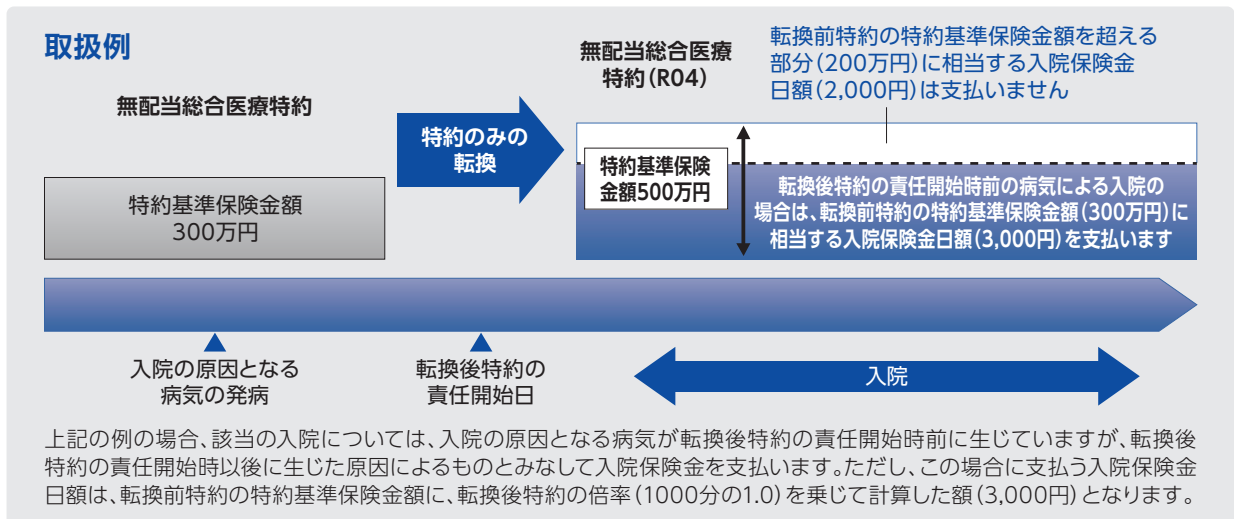 取扱例
無配当総合医療特約
特約基準保険金額
300万円
特約のみの
転換
無配当総合医療
特約(R04)
転換前特約の特約基準保険金額を超える
部分(200万円)に相当する入院保険金
日額(2,000円)は支払いません
特約基準保険
金額500万円
転換後特約の責任開始時前の病気による入院の
場合は、転換前特約の特約基準保険金額(300万円)に
相当する入院保険金日額(3,000円)を支払います
入院の原因となる
病気の発病
転換後特約の
責任開始日
入院
上記の例の場合、該当の入院については、入院の原因となる病気が転換後特約の責任開始時前に生じていますが、転換後
特約の責任開始時以後に生じた原因によるものとみなして入院保険金を支払います。ただし、この場合に支払う入院保険金
日額は、転換前特約の特約基準保険金額に、転換後特約の倍率(1000分の1.0)を乗じて計算した額(3,000円)となります。